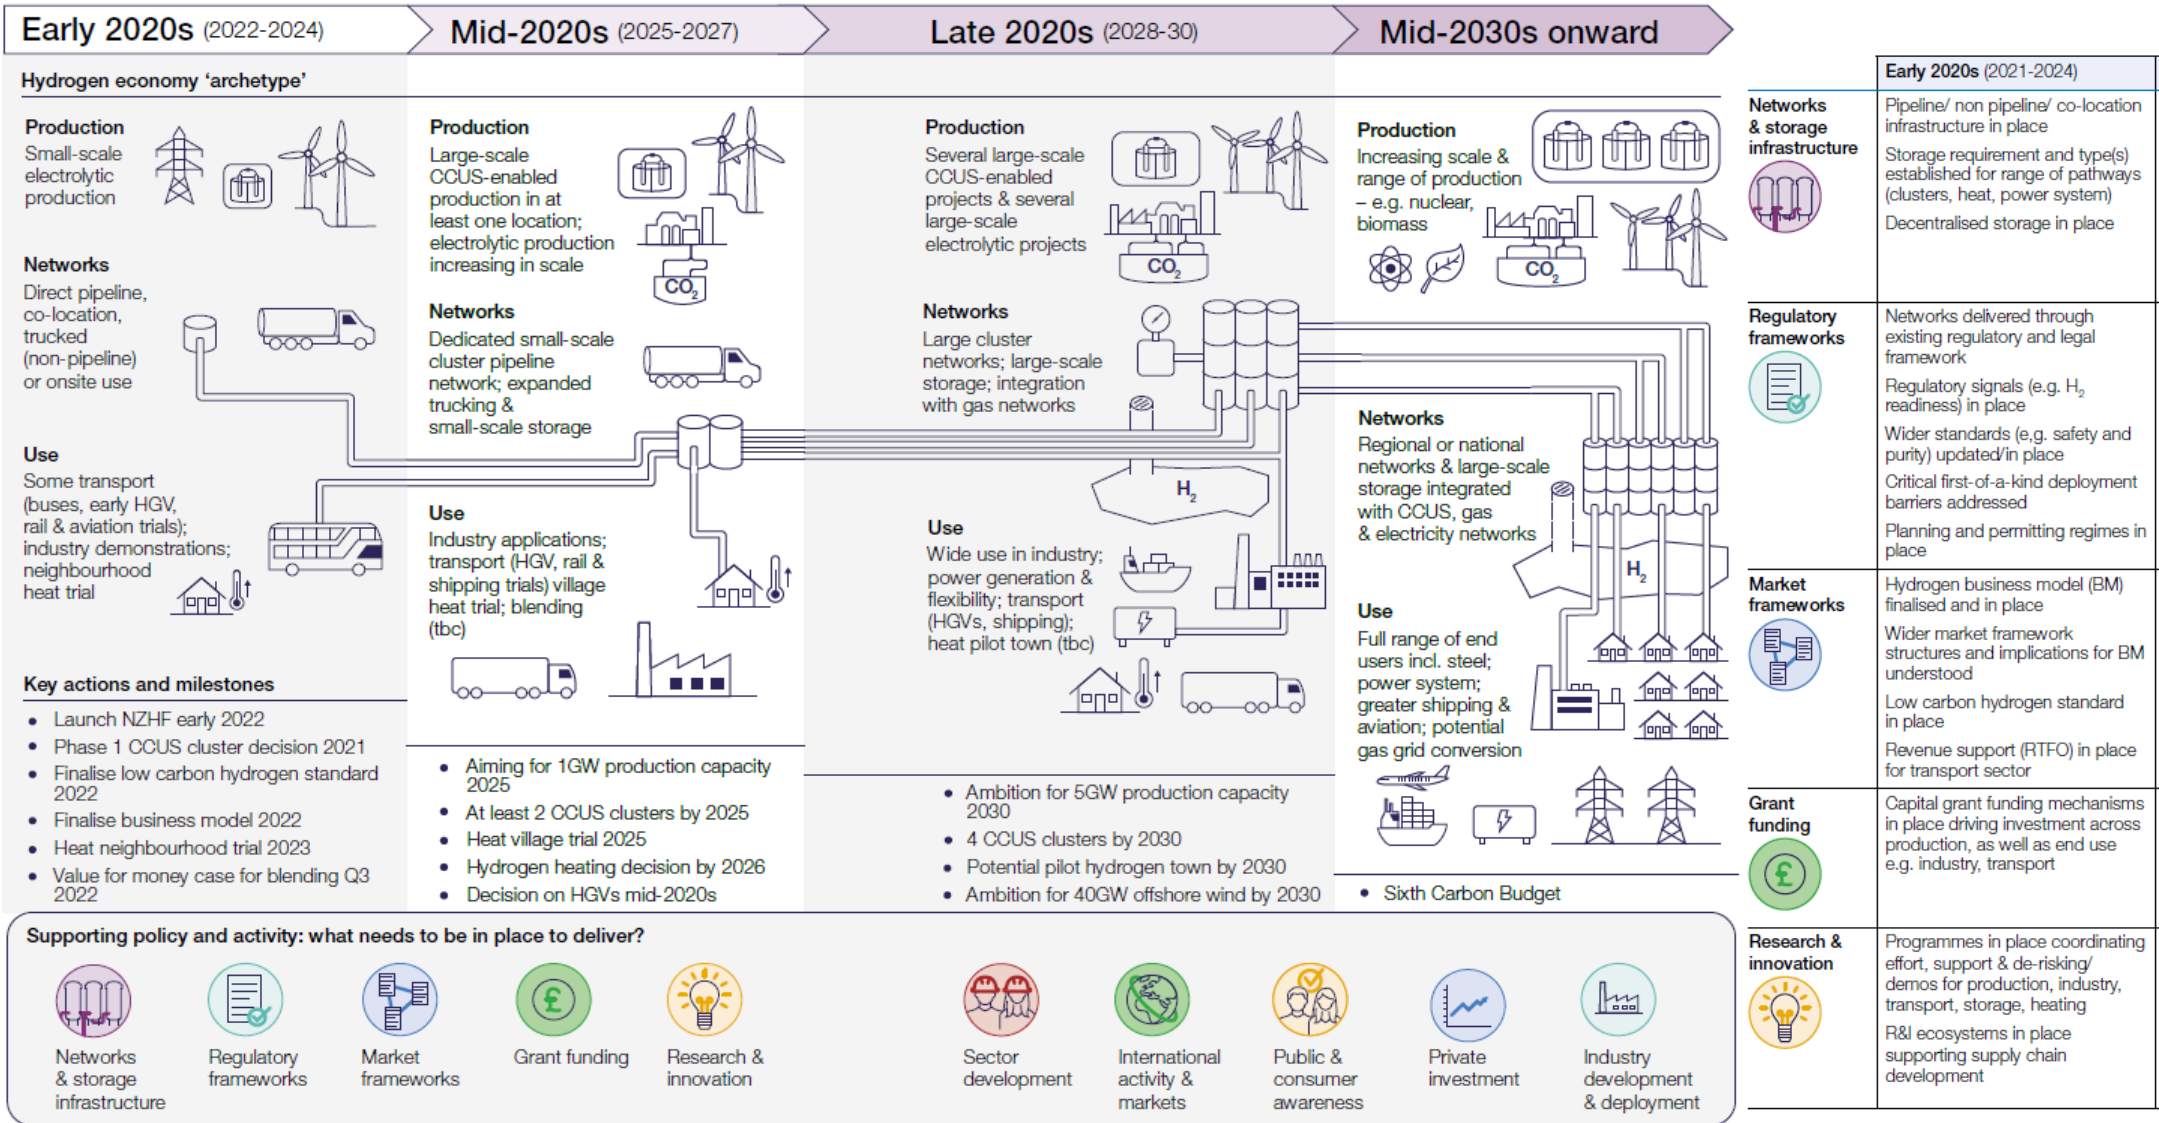 Early 2020s (2022-2024)
Mid-2020s (2025-2027)
Late 2020s (2028-30)
Mid-2030s onward
Hydrogen economy ‘archetype’
Production
Small-scale
electrolytic
production
Networks
Direct pipeline,
co-location,
trucked
(non-pipeline)
or onsite use
Use
Some transport
(buses, early HGV,
rail & aviation trials);
industry demonstrations;
neighbourhood
heat trial
Key actions and milestones
• Launch NZHF early 2022
• Phase 1 CCUS cluster decision 2021
• Finalise low carbon hydrogen standard
2022
• Finalise business model 2022
• Heat neighbourhood trial 2023
• Value for money case for blending Q3
2022
Production
Large-scale
CCUS-enabled
production in at
least one location;
electrolytic production
increasing in scale
CO2
Networks
Dedicated small-scale
cluster pipeline
network; expanded
trucking &
small-scale storage
Use
Industry applications;
transport (HGV, rail &
shipping trials) village
heat trial; blending
(tbc)
• Aiming for 1GW production capacity
2025
• At least 2 CCUS clusters by 2025
• Heat village trial 2025
• Hydrogen heating decision by 2026
• Decision on HGVs mid-2020s
Production
Several large-scale
CCUS-enabled
projects & several
large-scale
electrolytic projects
CO2
Networks
Large cluster
networks; large-scale
storage; integration
with gas networks
H2
Use
Wide use in industry;
power generation &
flexibility; transport
(HGVs, shipping);
heat pilot town (tbc)
• Ambition for 5GW production capacity
2030
• 4 CCUS clusters by 2030
• Potential pilot hydrogen town by 2030
• Ambition for 40GW offshore wind by 2030
Production
Increasing scale &
range of production
– e.g. nuclear,
biomass
CO2
Networks
Regional or national
networks & large-scale
storage integrated
with CCUS, gas
& electricity networks
H2
Use
Full range of end
users incl. steel;
power system;
greater shipping &
aviation; potential
gas grid conversion
• Sixth Carbon Budget
Supporting policy and activity: what needs to be in place to deliver?
Networks
& storage
infrastructure
Regulatory
frameworks
Market
frameworks
£
Grant funding
Research &
innovation
Sector
development
International
activity &
markets
Public &
consumer
awareness
Private
investment
Industry
development
& deployment
Early 2020s (2021-2024)
Networks
& storage
infrastructure
Pipeline/ non pipeline/ co-location
infrastructure in place
Storage requirement and type(s)
established for range of pathways
(clusters, heat, power system)
Decentralised storage in place
Regulatory
frameworks
Networks delivered through
existing regulatory and legal
framework
Regulatory signals (e.g. H2
readiness) in place
Wider standards (e,g. safety and
purity) updated/in place
Critical first-of-a-kind deployment
barriers addressed
Planning and permitting regimes in
place
Market
frameworks
Hydrogen business model (BM)
finalised and in place
Wider market framework
structures and implications for BM
understood
Low carbon hydrogen standard
in place
Revenue support (RTFO) in place
for transport sector
Grant
funding
£
Capital grant funding mechanisms
in place driving investment across
production, as well as end use
e.g. industry, transport
Research &
innovation
Programmes in place coordinating
effort, support & de-risking/
demos for production, industry,
transport, storage, heating
R&I ecosystems in place
supporting supply chain
development